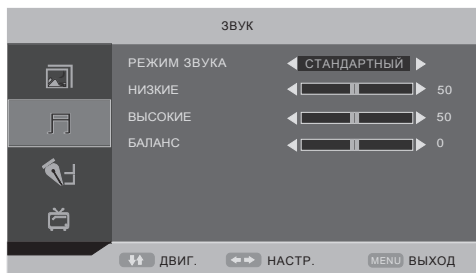 ЗВУК
РЕЖИМ ЗВУКА СТАНДАРТНЫЙ
НИЗКИЕ 50
ВЫСОКИЕ 50
БАЛАНС 0
ДВИГ. НАСТР. MENU ВЫХОД